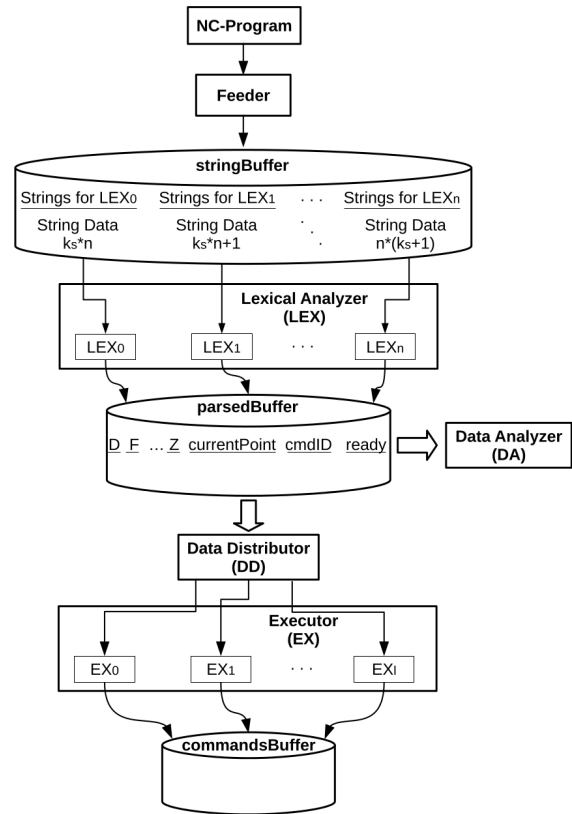 NC-Program
Feeder
stringBuffer
Strings for LEX0 Strings for LEX1 . . . Strings for LEXn
String Data String Data . String Data
ks*n ks*n+1 . n*(ks+1)
Lexical Analyzer
(LEX)
LEX0 LEX1 . . . LEXn
parsedBuffer
D F ... Z currentPoint cmdID ready
Data Analyzer
(DA)
Data Distributor
(DD)
Executor
(EX)
EX0 EX1 . . . EXl
commandsBuffer